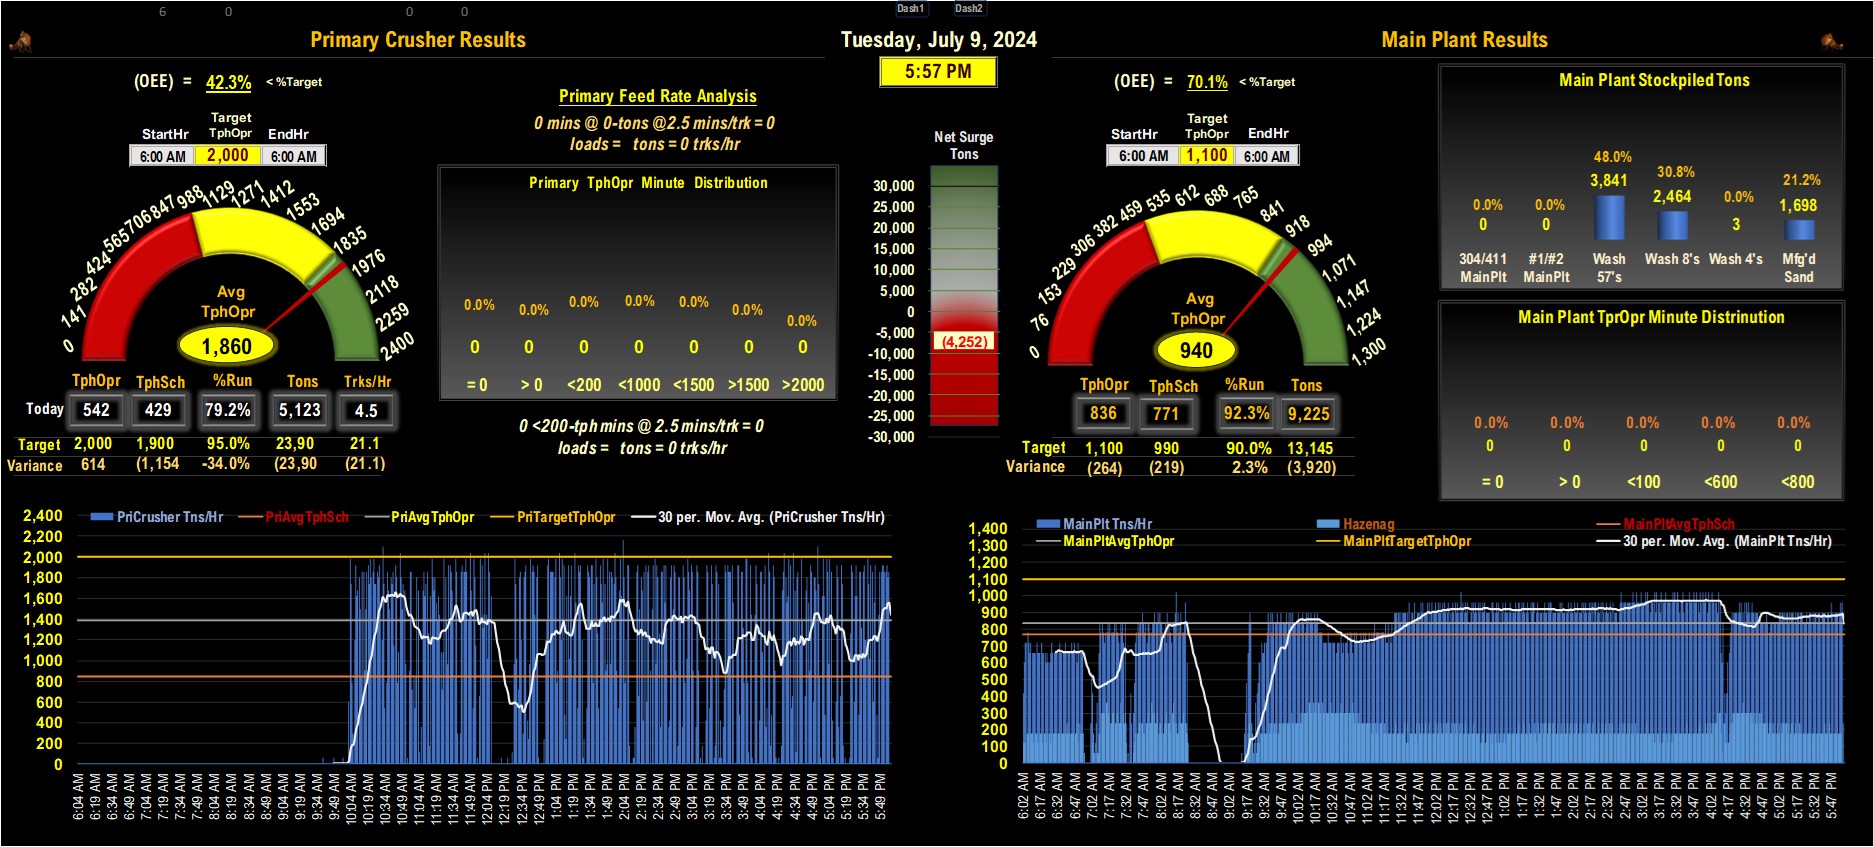 6 0 0 0 Dash1 Dash2
Primary Crusher Results
Tuesday, July 9, 2024
Main Plant Results
5:57 PM
(OEE) = 42.3% < %Target
Target
StartHr TphOpr EndHr
6:00 AM 2,000 6:00 AM
0 141 282 424 565 706 847 988 1129 1271 1412 1553 1694 1835 1976 2118 2259 2400
Avg
TphOpr
1,860
TphOpr TphSch %Run Tons Trks/Hr
Today 542 429 79.2% 5,123 4.5
Target 2,000 1,900 95.0% 23,90 21.1
Variance 614 (1,154 -34.0% (23,90 (21.1)
Primary Feed Rate Analysis
0 mins @ 0-tons @2.5 mins/trk = 0
loads = tons = 0 trks/hr
Primary TphOpr Minute Distribution
0.0% 0.0% 0.0% 0.0% 0.0% 0.0% 0.0%
0 0 0 0 0 0 0
= 0 > 0 <200 <1000 <1500 >1500 >2000
0 <200-tph mins @ 2.5 mins/trk = 0
loads = tons = 0 trks/hr
Net Surge
Tons
30,000
25,000
20,000
15,000
10,000
5,000
0
-5,000
(4,252)
-10,000
-15,000
-20,000
-25,000
-30,000
(OEE) = 70.1% < %Target
Target
StartHr TphOpr EndHr
6:00 AM 1,100 6:00 AM
0 76 153 229 306 382 459 535 612 688 765 841 918 994 1,071 1,147 1,224 1,300
Avg
TphOpr
940
TphOpr TphSch %Run Tons
836 771 92.3% 9,225
Target 1,100 990 90.0% 13,145
Variance (264) (219) 2.3% (3,920)
Main Plant Stockpiled Tons
0.0% 0.0% 48.0% 30.8% 0.0% 21.2%
0 0 3,841 2,464 3 1,698
304/411 #1/#2 Wash Wash 8's Wash 4's Mfg'd
MainPlt MainPlt 57's Sand
Main Plant TprOpr Minute Distrinution
0.0% 0.0% 0.0% 0.0% 0.0%
0 0 0 0 0
= 0 > 0 <100 <600 <800
PriCrusher Tns/Hr PriAvgTphSch PriAvgTphOpr PriTargetTphOpr 30 per. Mov. Avg. (PriCrusher Tns/Hr)
2,400
2,200
2,000
1,800
1,600
1,400
1,200
1,000
800
600
400
200
0
6:04 AM 6:19 AM 6:34 AM 6:49 AM 7:04 AM 7:19 AM 7:34 AM 7:49 AM 8:04 AM 8:19 AM 8:34 AM 8:49 AM 9:04 AM 9:19 AM 9:34 AM 9:49 AM 10:04 AM 10:19 AM 10:34 AM 10:49 AM 11:04 AM 11:19 AM 11:34 AM 11:49 AM 12:04 PM 12:19 PM 12:34 PM 12:49 PM 1:04 PM 1:19 PM 1:34 PM 1:49 PM 2:04 PM 2:19 PM 2:34 PM 2:49 PM 3:04 PM 3:19 PM 3:34 PM 3:49 PM 4:04 PM 4:19 PM 4:34 PM 4:49 PM 5:04 PM 5:19 PM 5:34 PM 5:49 PM
MainPlt Tns/Hr Hazenag MainPltAvgTphSch
MainPltAvgTphOpr MainPltTargetTphOpr 30 per. Mov. Avg. (MainPlt Tns/Hr)
1,400
1,300
1,200
1,100
1,000
900
800
700
600
500
400
300
200
100
0
6:02 AM 6:17 AM 6:32 AM 6:47 AM 7:02 AM 7:17 AM 7:32 AM 7:47 AM 8:02 AM 8:17 AM 8:32 AM 8:47 AM 9:02 AM 9:17 AM 9:32 AM 9:47 AM 10:02 AM 10:17 AM 10:32 AM 10:47 AM 11:02 AM 11:17 AM 11:32 AM 11:47 AM 12:02 PM 12:17 PM 12:32 PM 12:47 PM 1:02 PM 1:17 PM 1:32 PM 1:47 PM 2:02 PM 2:17 PM 2:32 PM 2:47 PM 3:02 PM 3:17 PM 3:32 PM 3:47 PM 4:02 PM 4:17 PM 4:32 PM 4:47 PM 5:02 PM 5:17 PM 5:32 PM 5:47 PM